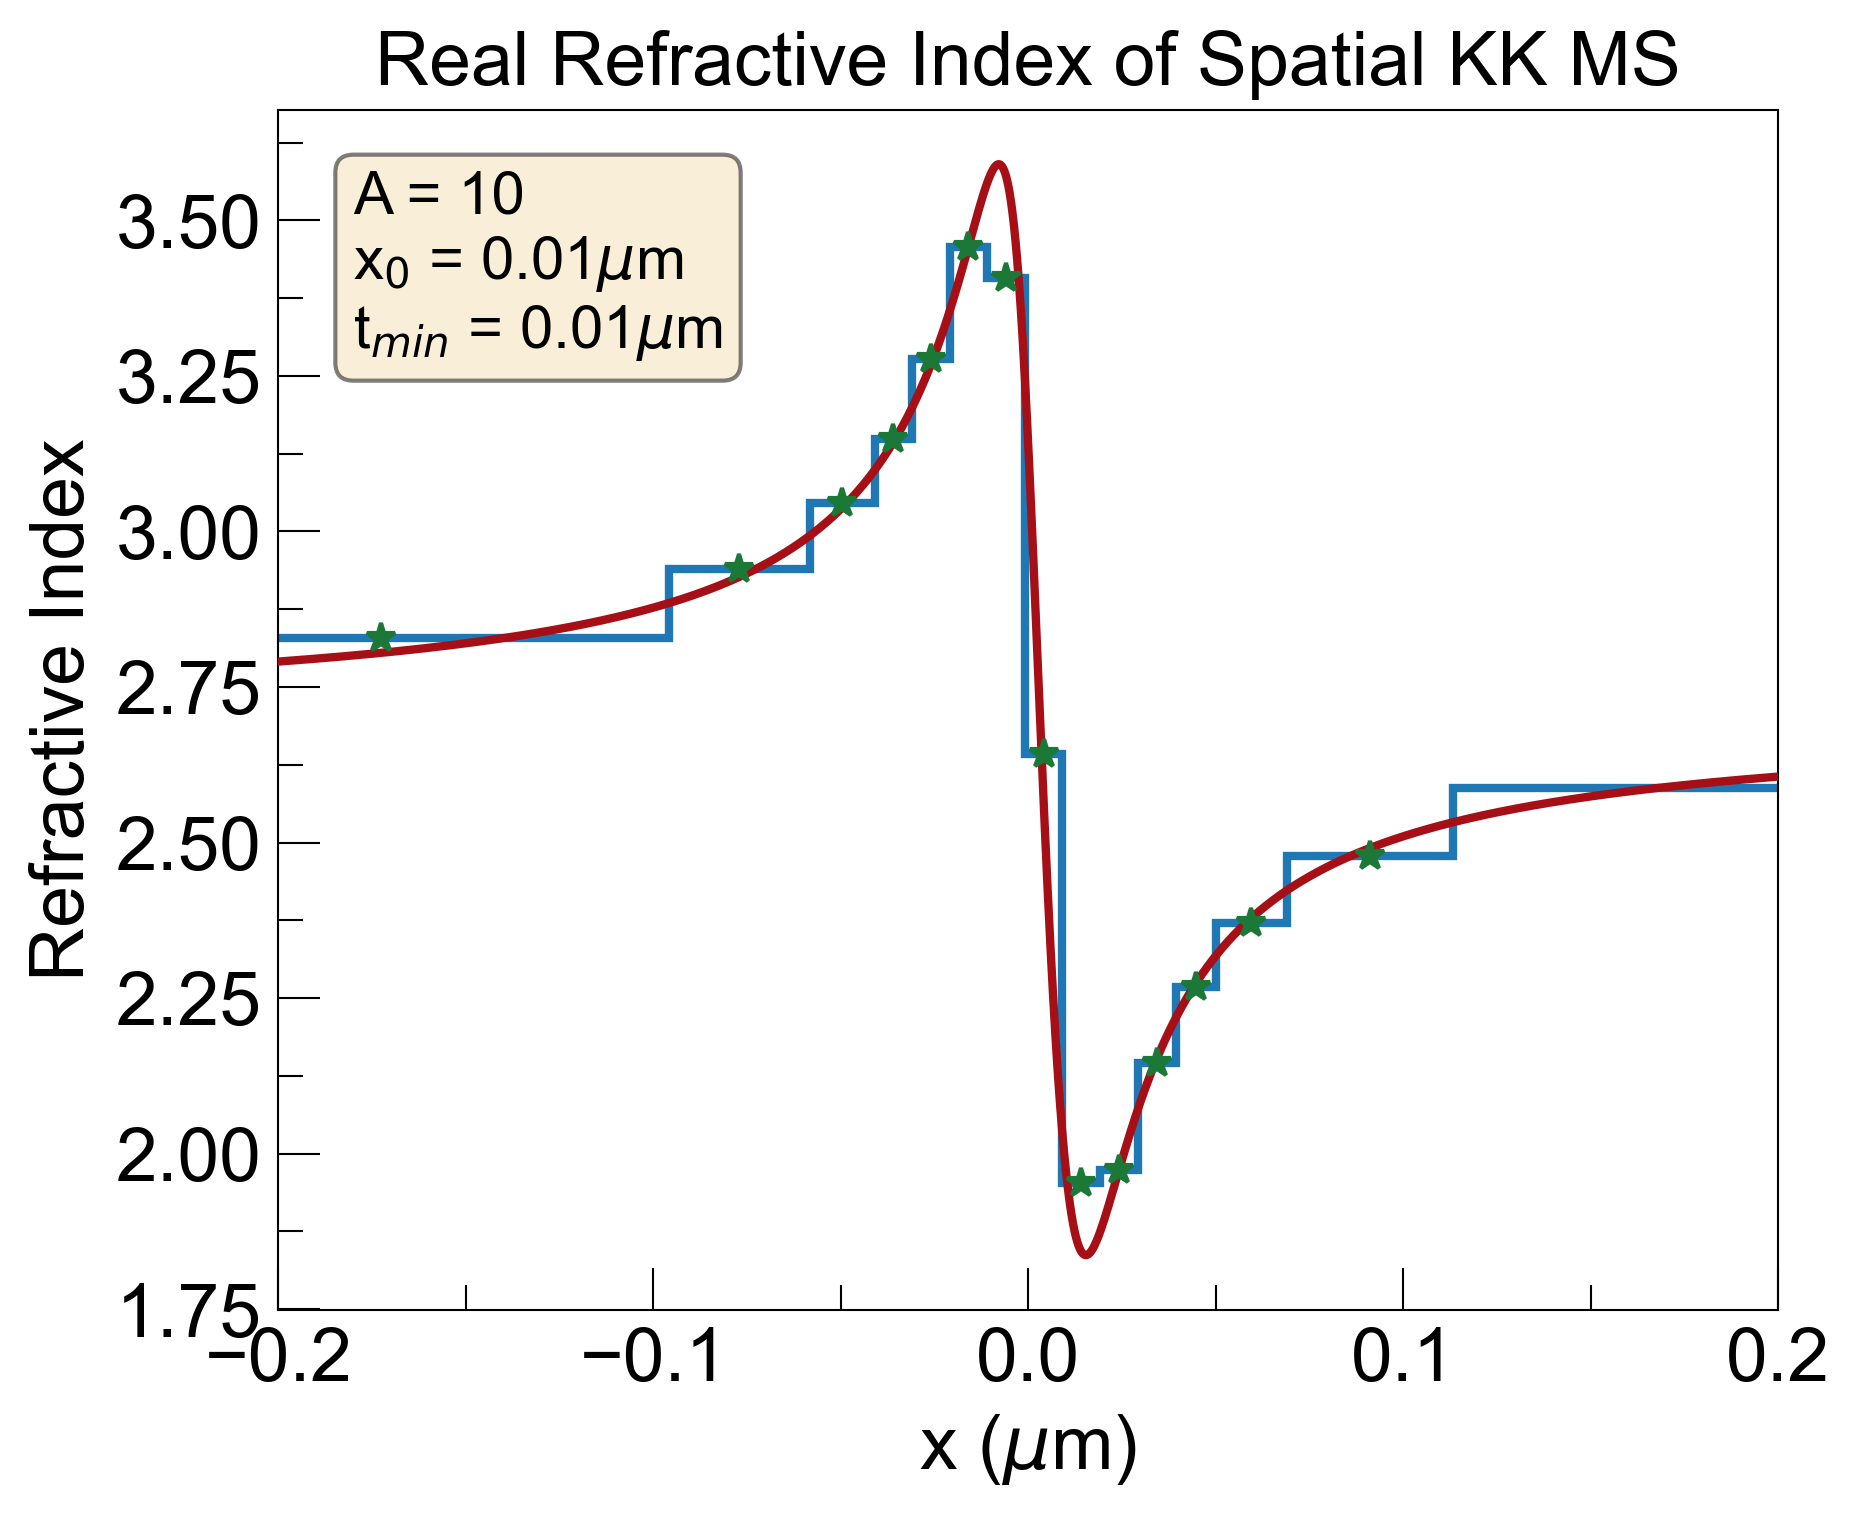 Real Refractive Index of Spatial KK MS
A = 10
x₀ = 0.01μm
tₘᵢₙ = 0.01μm
Refractive Index
3.50
3.25
3.00
2.75
2.50
2.25
2.00
1.75
−0.2 −0.1 0.0 0.1 0.2
x (μm)